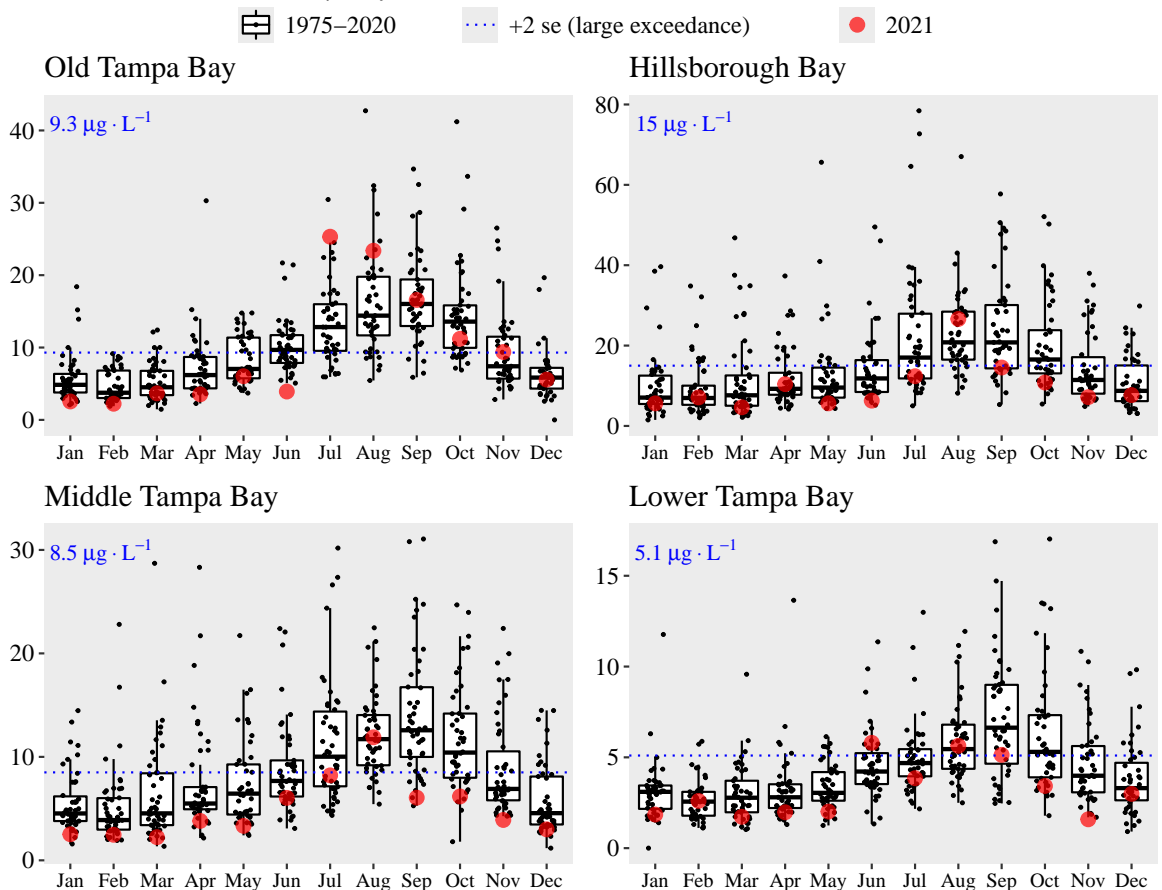 1975−2020 +2 se (large exceedance) 2021
Old Tampa Bay
9.3 µg · L⁻¹
40
30
20
10
0
Jan Feb Mar Apr May Jun Jul Aug Sep Oct Nov Dec
Hillsborough Bay
15 µg · L⁻¹
80
60
40
20
0
Jan Feb Mar Apr May Jun Jul Aug Sep Oct Nov Dec
Middle Tampa Bay
8.5 µg · L⁻¹
30
20
10
0
Jan Feb Mar Apr May Jun Jul Aug Sep Oct Nov Dec
Lower Tampa Bay
5.1 µg · L⁻¹
15
10
5
0
Jan Feb Mar Apr May Jun Jul Aug Sep Oct Nov Dec